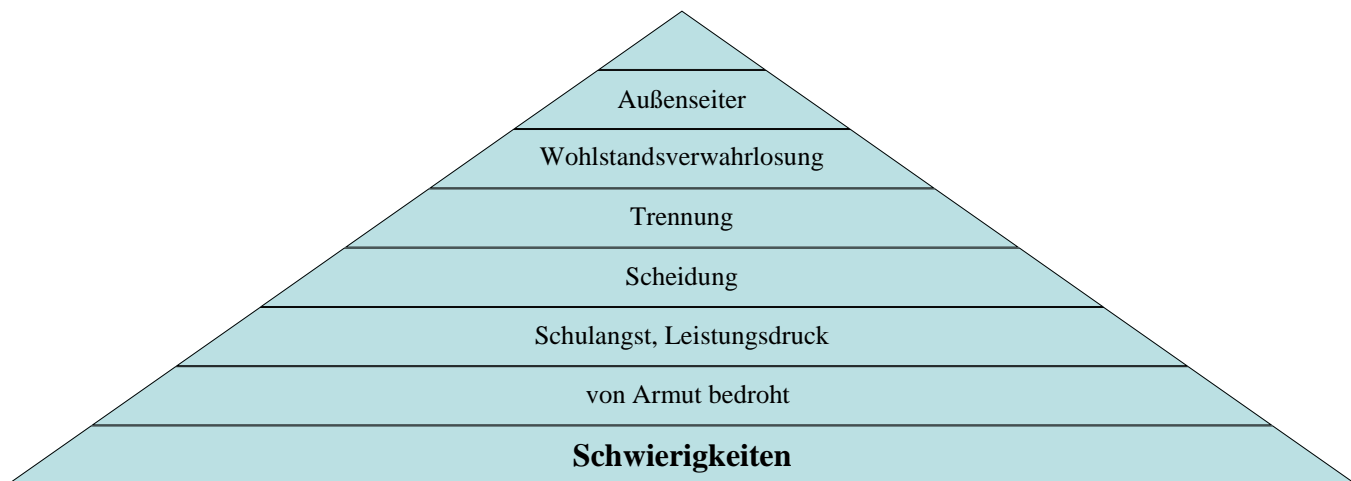 Außenseiter
Wohlstandsverwahrlosung
Trennung
Scheidung
Schulangst, Leistungsdruck
von Armut bedroht
Schwierigkeiten